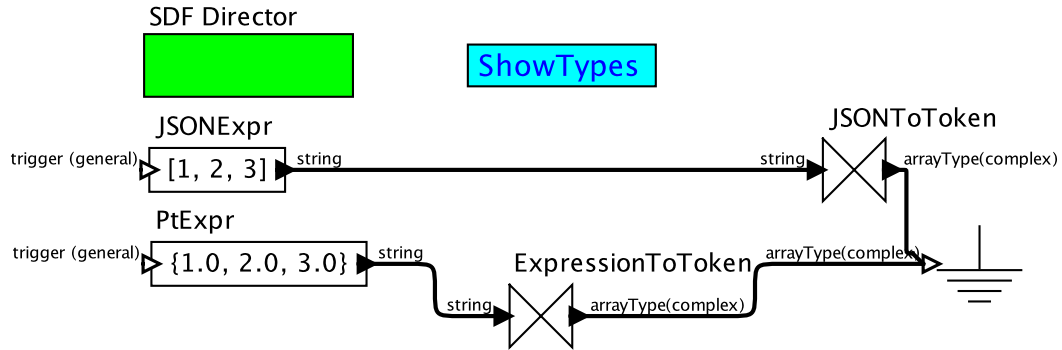 SDF Director
ShowTypes
JSONExpr
JSONToToken
trigger (general)
[1, 2, 3]
string
string
arrayType(complex)
PtExpr
trigger (general)
{1.0, 2.0, 3.0}
string
ExpressionToToken
arrayType(complex)
string
arrayType(complex)